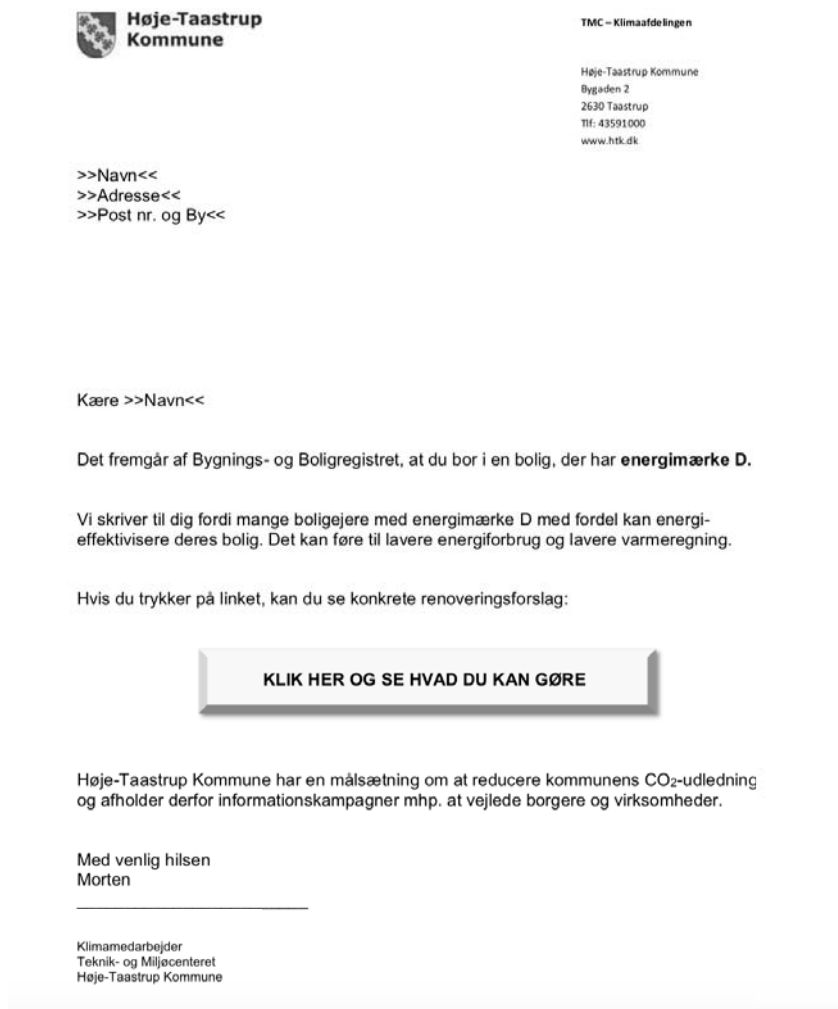 Høje-Taastrup
Kommune
TMC – Klimaafdelingen
Høje-Taastrup Kommune
Bygaden 2
2630 Taastrup
Tlf: 43591000
www.htk.dk
>>Navn<<
>>Adresse<<
>>Post nr. og By<<
Kære >>Navn<<
Det fremgår af Bygnings- og Boligregistret, at du bor i en bolig, der har energimærke D.
Vi skriver til dig fordi mange boligejere med energimærke D med fordel kan energi-
effektivisere deres bolig. Det kan føre til lavere energiforbrug og lavere varmeregning.
Hvis du trykker på linket, kan du se konkrete renoveringsforslag:
KLIK HER OG SE HVAD DU KAN GØRE
Høje-Taastrup Kommune har en målsætning om at reducere kommunens CO₂-udledning
og afholder derfor informationskampagner mhp. at vejlede borgere og virksomheder.
Med venlig hilsen
Morten
Klimamedarbejder
Teknik- og Miljøcenteret
Høje-Taastrup Kommune